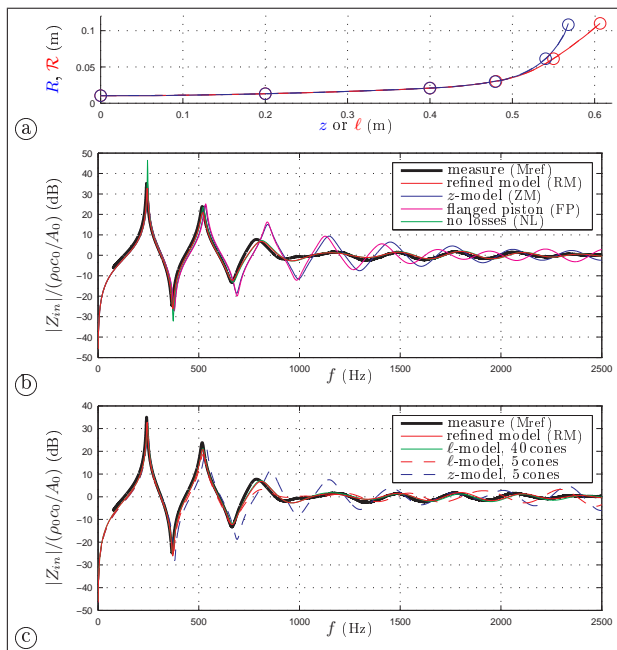 R, ℛ (m)
0.1
0.05
0
0 0.1 0.2 0.3 0.4 0.5 0.6
z or ℓ (m)
a
50
40
30
20
10
0
−10
−20
−30
−40
−50
|Z_in|/(ρ₀c₀/A₀) (dB)
measure (Mref)
refined model (RM)
z-model (ZM)
flanged piston (FP)
no losses (NL)
0 500 1000 1500 2000 2500
f (Hz)
b
40
30
20
10
0
−10
−20
−30
−40
−50
|Z_in|/(ρ₀c₀/A₀) (dB)
measure (Mref)
refined model (RM)
ℓ-model, 40 cones
ℓ-model, 5 cones
z-model, 5 cones
0 500 1000 1500 2000 2500
f (Hz)
c